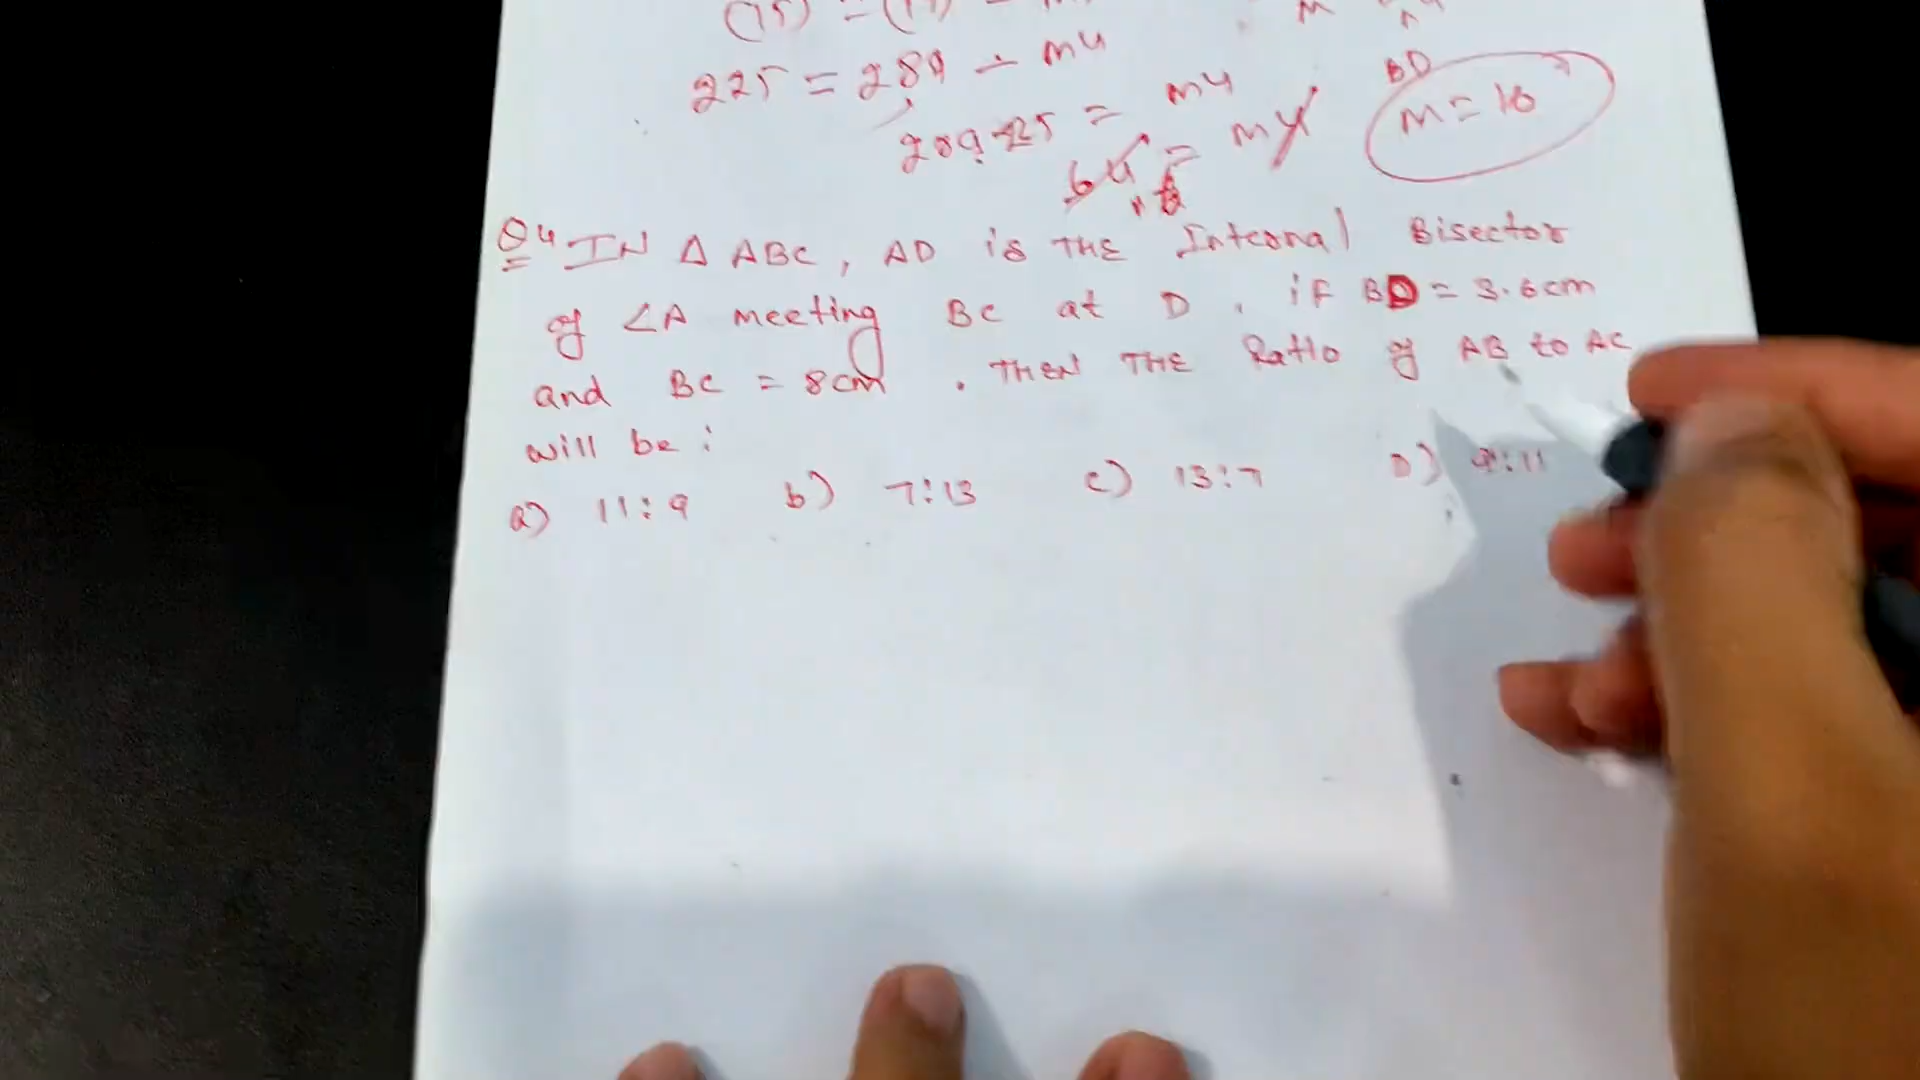 225 = 289 - m4
BD
289-225 = m4
m = 16
64 = m4
Q4 IN Δ ABC, AD is THE Internal Bisector
of ∠A meeting BC at D . if BD = 3.6cm
and BC = 8cm . THEN THE Ratio of AB to AC
will be :
a) 11:9 b) 7:13 c) 13:7 D) 9:11